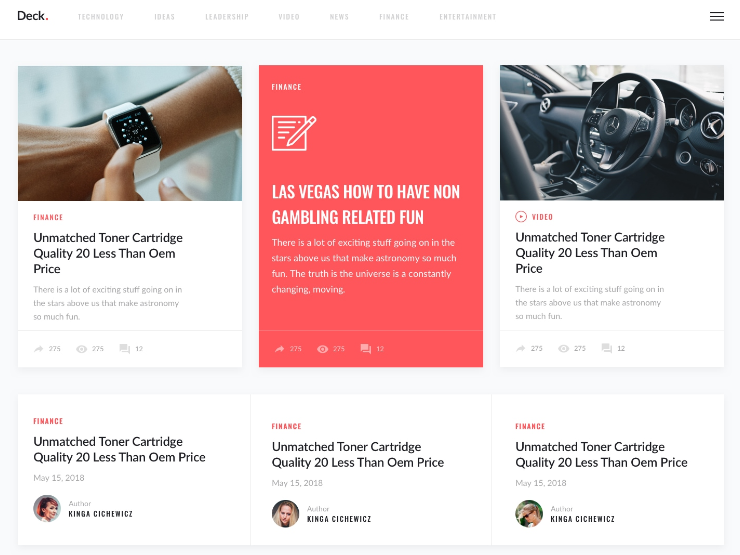 Deck.
TECHNOLOGY IDEAS LEADERSHIP VIDEO NEWS FINANCE ENTERTAINMENT
FINANCE
Unmatched Toner Cartridge
Quality 20 Less Than Oem
Price
There is a lot of exciting stuff going on in
the stars above us that make astronomy
so much fun.
275 275 12
FINANCE
LAS VEGAS HOW TO HAVE NON
GAMBLING RELATED FUN
There is a lot of exciting stuff going on in the
stars above us that make astronomy so much
fun. The truth is the universe is a constantly
changing, moving.
275 275 12
VIDEO
Unmatched Toner Cartridge
Quality 20 Less Than Oem
Price
There is a lot of exciting stuff going on in
the stars above us that make astronomy
so much fun.
275 275 12
FINANCE
Unmatched Toner Cartridge
Quality 20 Less Than Oem Price
May 15, 2018
Author
KINGA CICHEWICZ
FINANCE
Unmatched Toner Cartridge
Quality 20 Less Than Oem Price
May 15, 2018
Author
KINGA CICHEWICZ
FINANCE
Unmatched Toner Cartridge
Quality 20 Less Than Oem Price
May 15, 2018
Author
KINGA CICHEWICZ